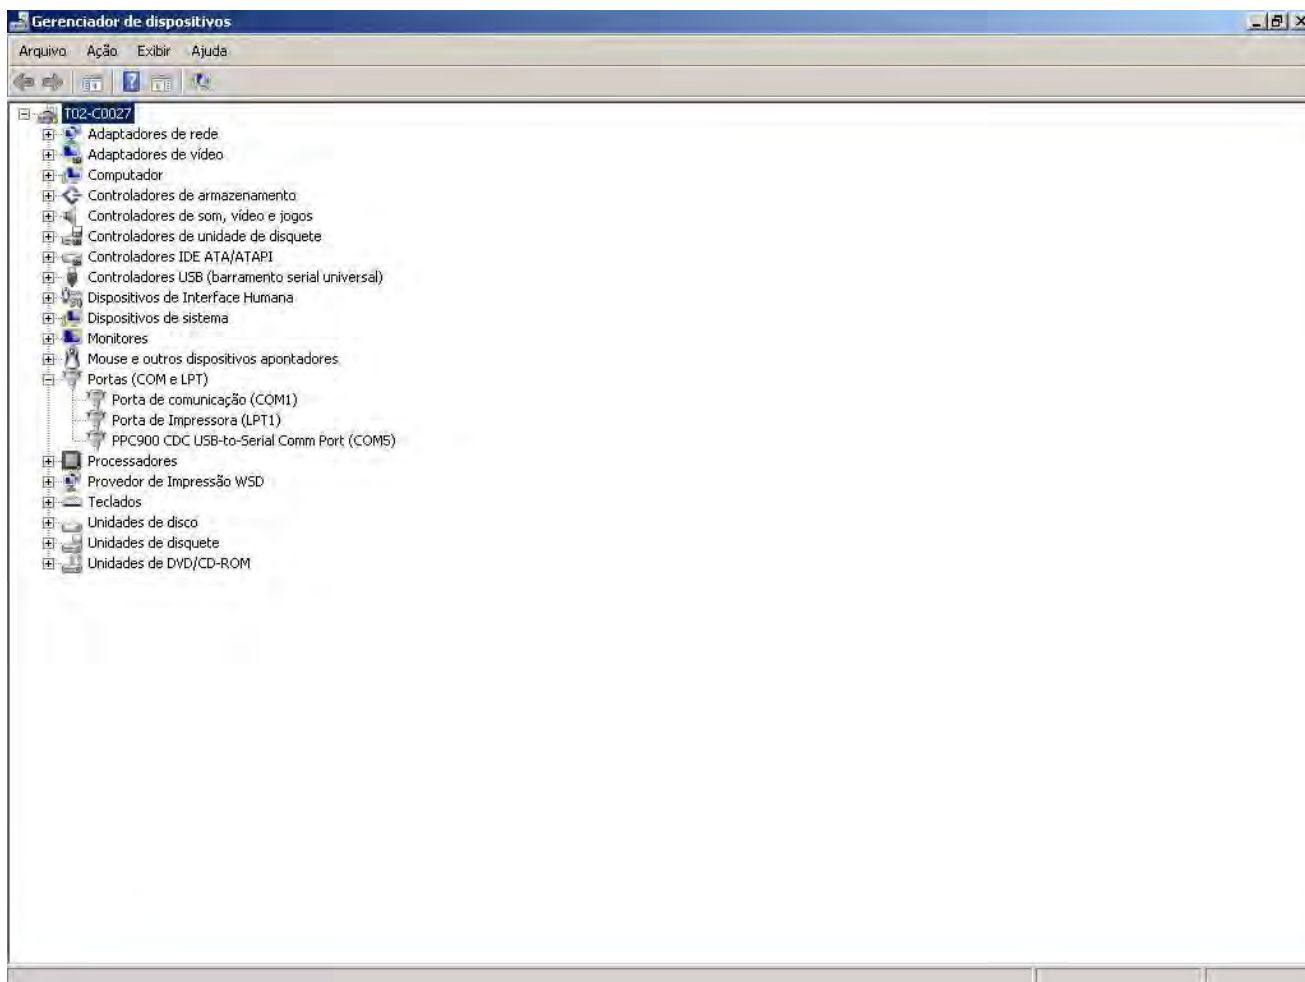 Gerenciador de dispositivos
Arquivo Ação Exibir Ajuda
T02-C0027
Adaptadores de rede
Adaptadores de vídeo
Computador
Controladores de armazenamento
Controladores de som, vídeo e jogos
Controladores de unidade de disquete
Controladores IDE ATA/ATAPI
Controladores USB (barramento serial universal)
Dispositivos de Interface Humana
Dispositivos de sistema
Monitores
Mouse e outros dispositivos apontadores
Portas (COM e LPT)
Porta de comunicação (COM1)
Porta de Impressora (LPT1)
PPC900 CDC USB-to-Serial Comm Port (COM5)
Processadores
Provedor de Impressão WSD
Teclados
Unidades de disco
Unidades de disquete
Unidades de DVD/CD-ROM